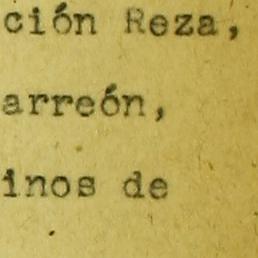 ción Reza,
arreón,
inos de